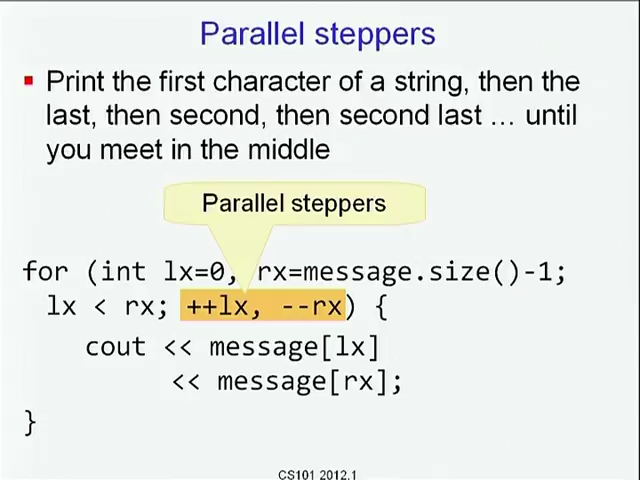 Parallel steppers
Print the first character of a string, then the
last, then second, then second last … until
you meet in the middle
Parallel steppers
for (int lx=0, rx=message.size()-1;
lx < rx; ++lx, --rx) {
cout << message[lx]
<< message[rx];
}
CS101 2012.1